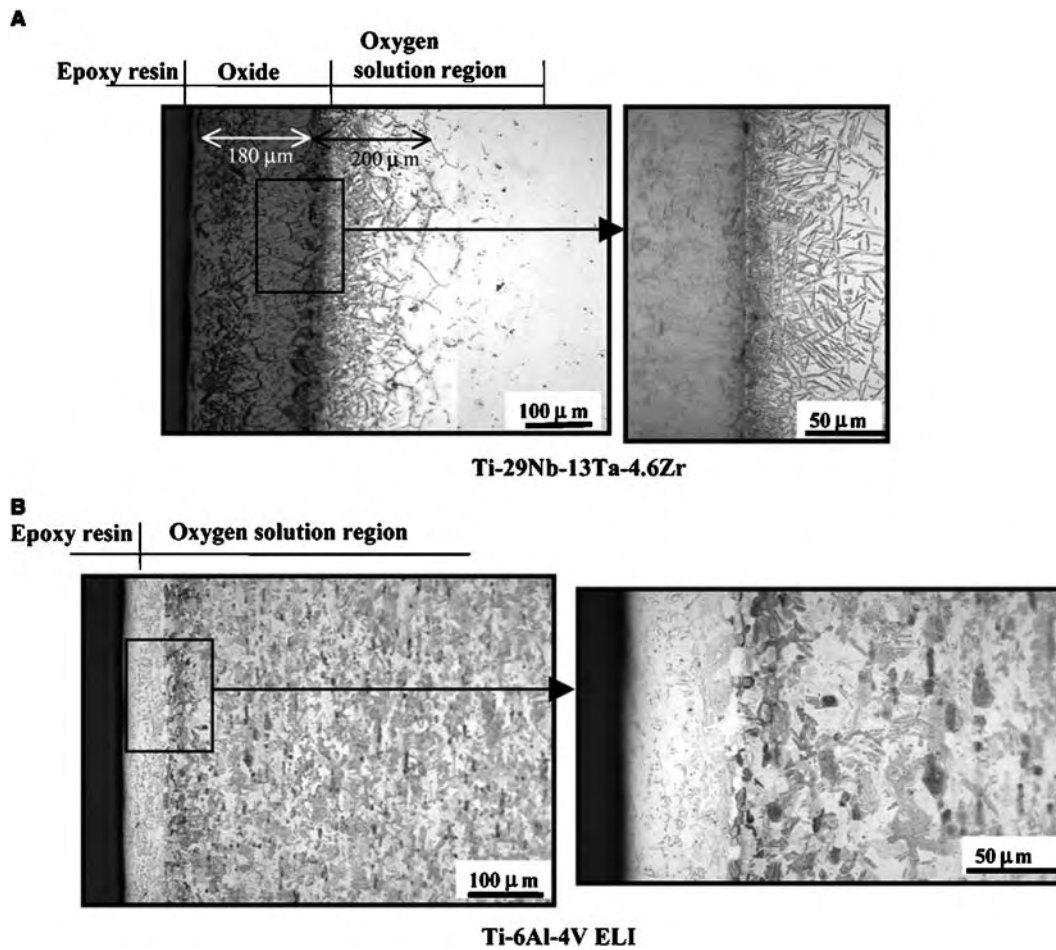 A
Oxygen
Epoxy resin Oxide solution region
180 μm 200 μm
100 μm
50 μm
Ti-29Nb-13Ta-4.6Zr
B
Epoxy resin Oxygen solution region
100 μm
50 μm
Ti-6Al-4V ELI